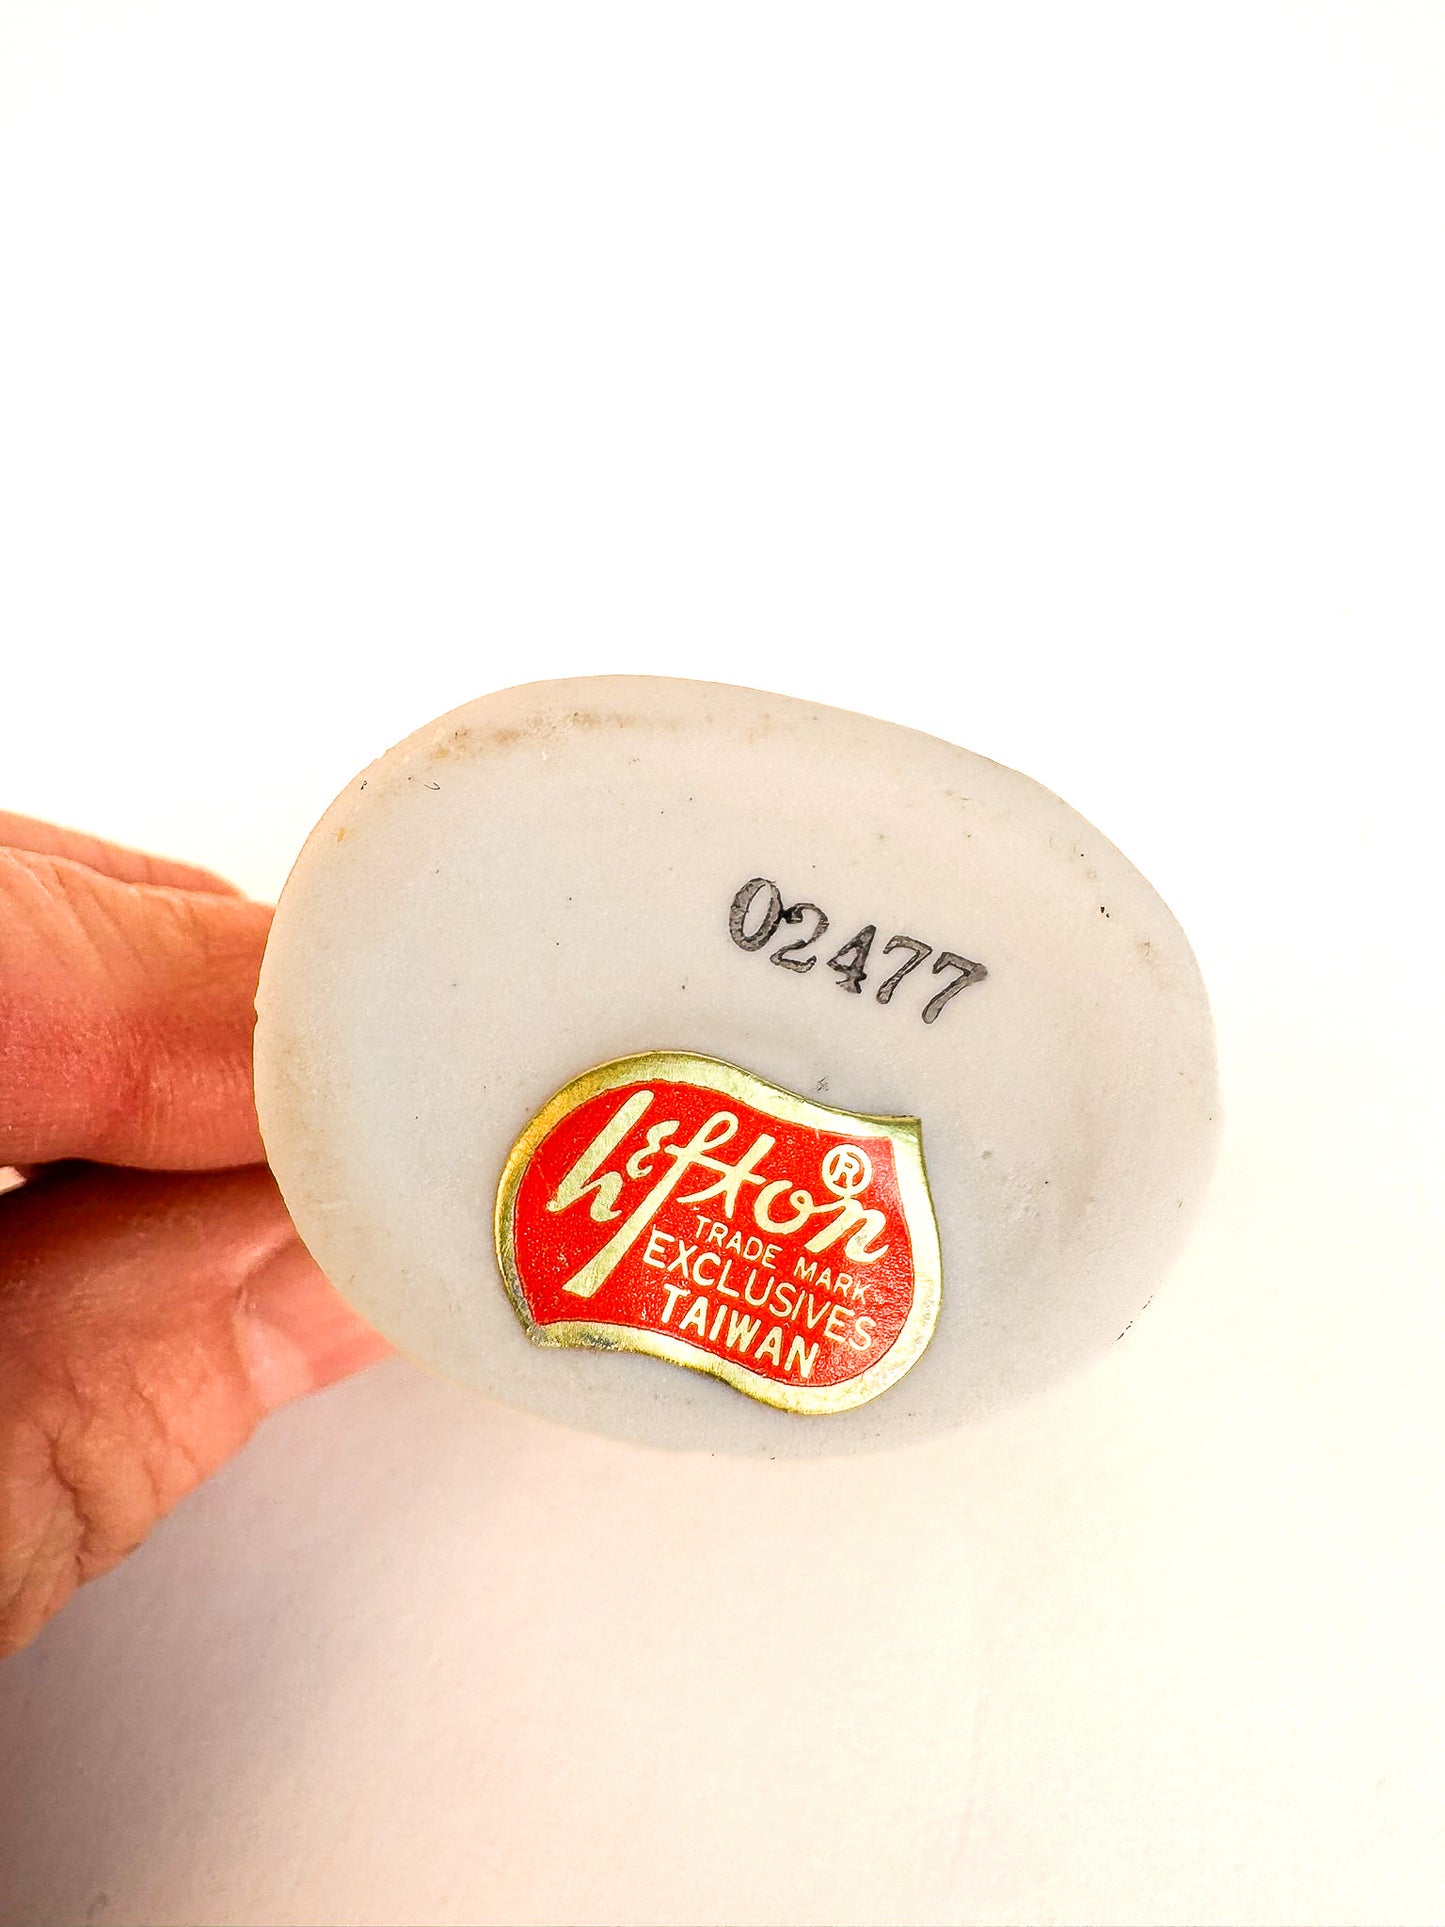 02477
Lefton®
TRADE MARK
EXCLUSIVES
TAIWAN